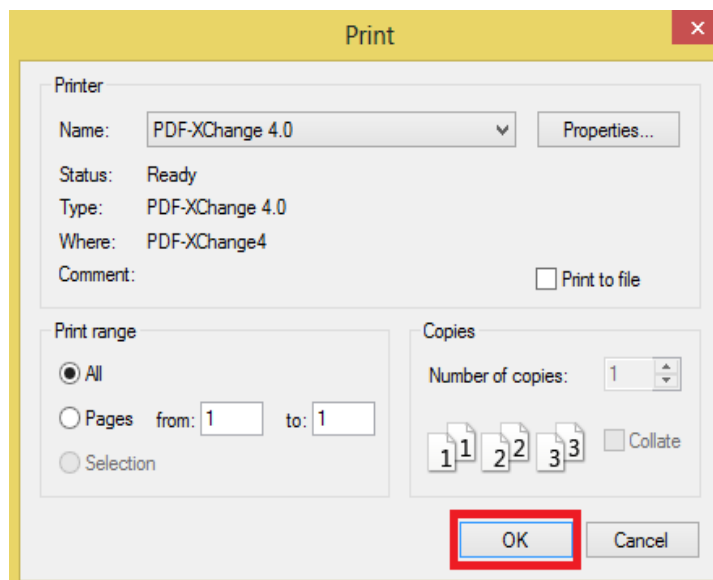 Print
Printer
Name: PDF-XChange 4.0 Properties...
Status: Ready
Type: PDF-XChange 4.0
Where: PDF-XChange4
Comment: Print to file
Print range
All
Pages from: 1 to: 1
Selection
Copies
Number of copies: 1
1 1 2 2 3 3 Collate
OK Cancel